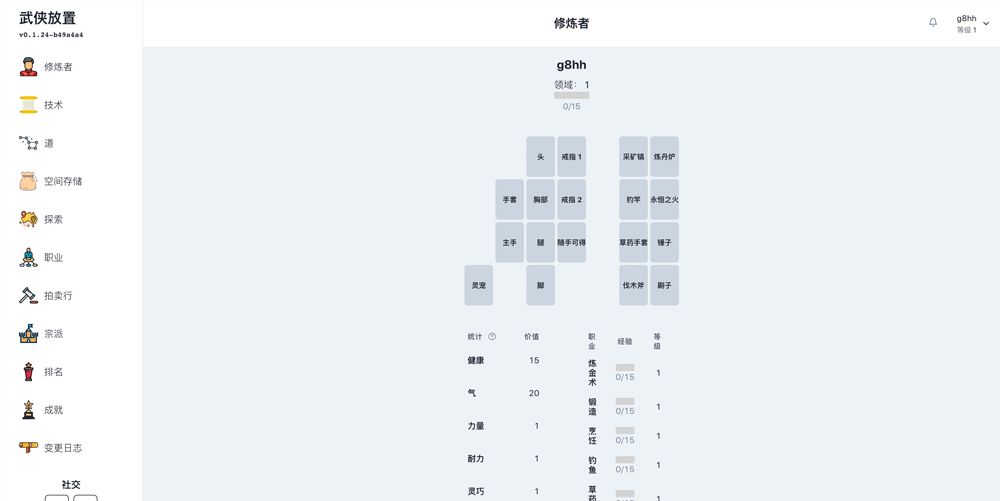 武侠放置
v0.1.24-b49a4a4
修炼者
技术
道
空间存储
探索
职业
拍卖行
宗派
排名
成就
变更日志
社交
修炼者
g8hh
等级 1
g8hh
领域： 1
0/15
头
戒指 1
手套
胸部
戒指 2
主手
腿
随手可得
灵宠
脚
采矿镐
炼丹炉
钓竿
永恒之火
草药手套
锤子
伐木斧
刷子
统计
价值
健康
15
气
20
力量
1
耐力
1
灵巧
1
职业
经验
等级
炼金术
0/15
1
锻造
0/15
1
烹饪
0/15
1
钓鱼
0/15
1
草药
1